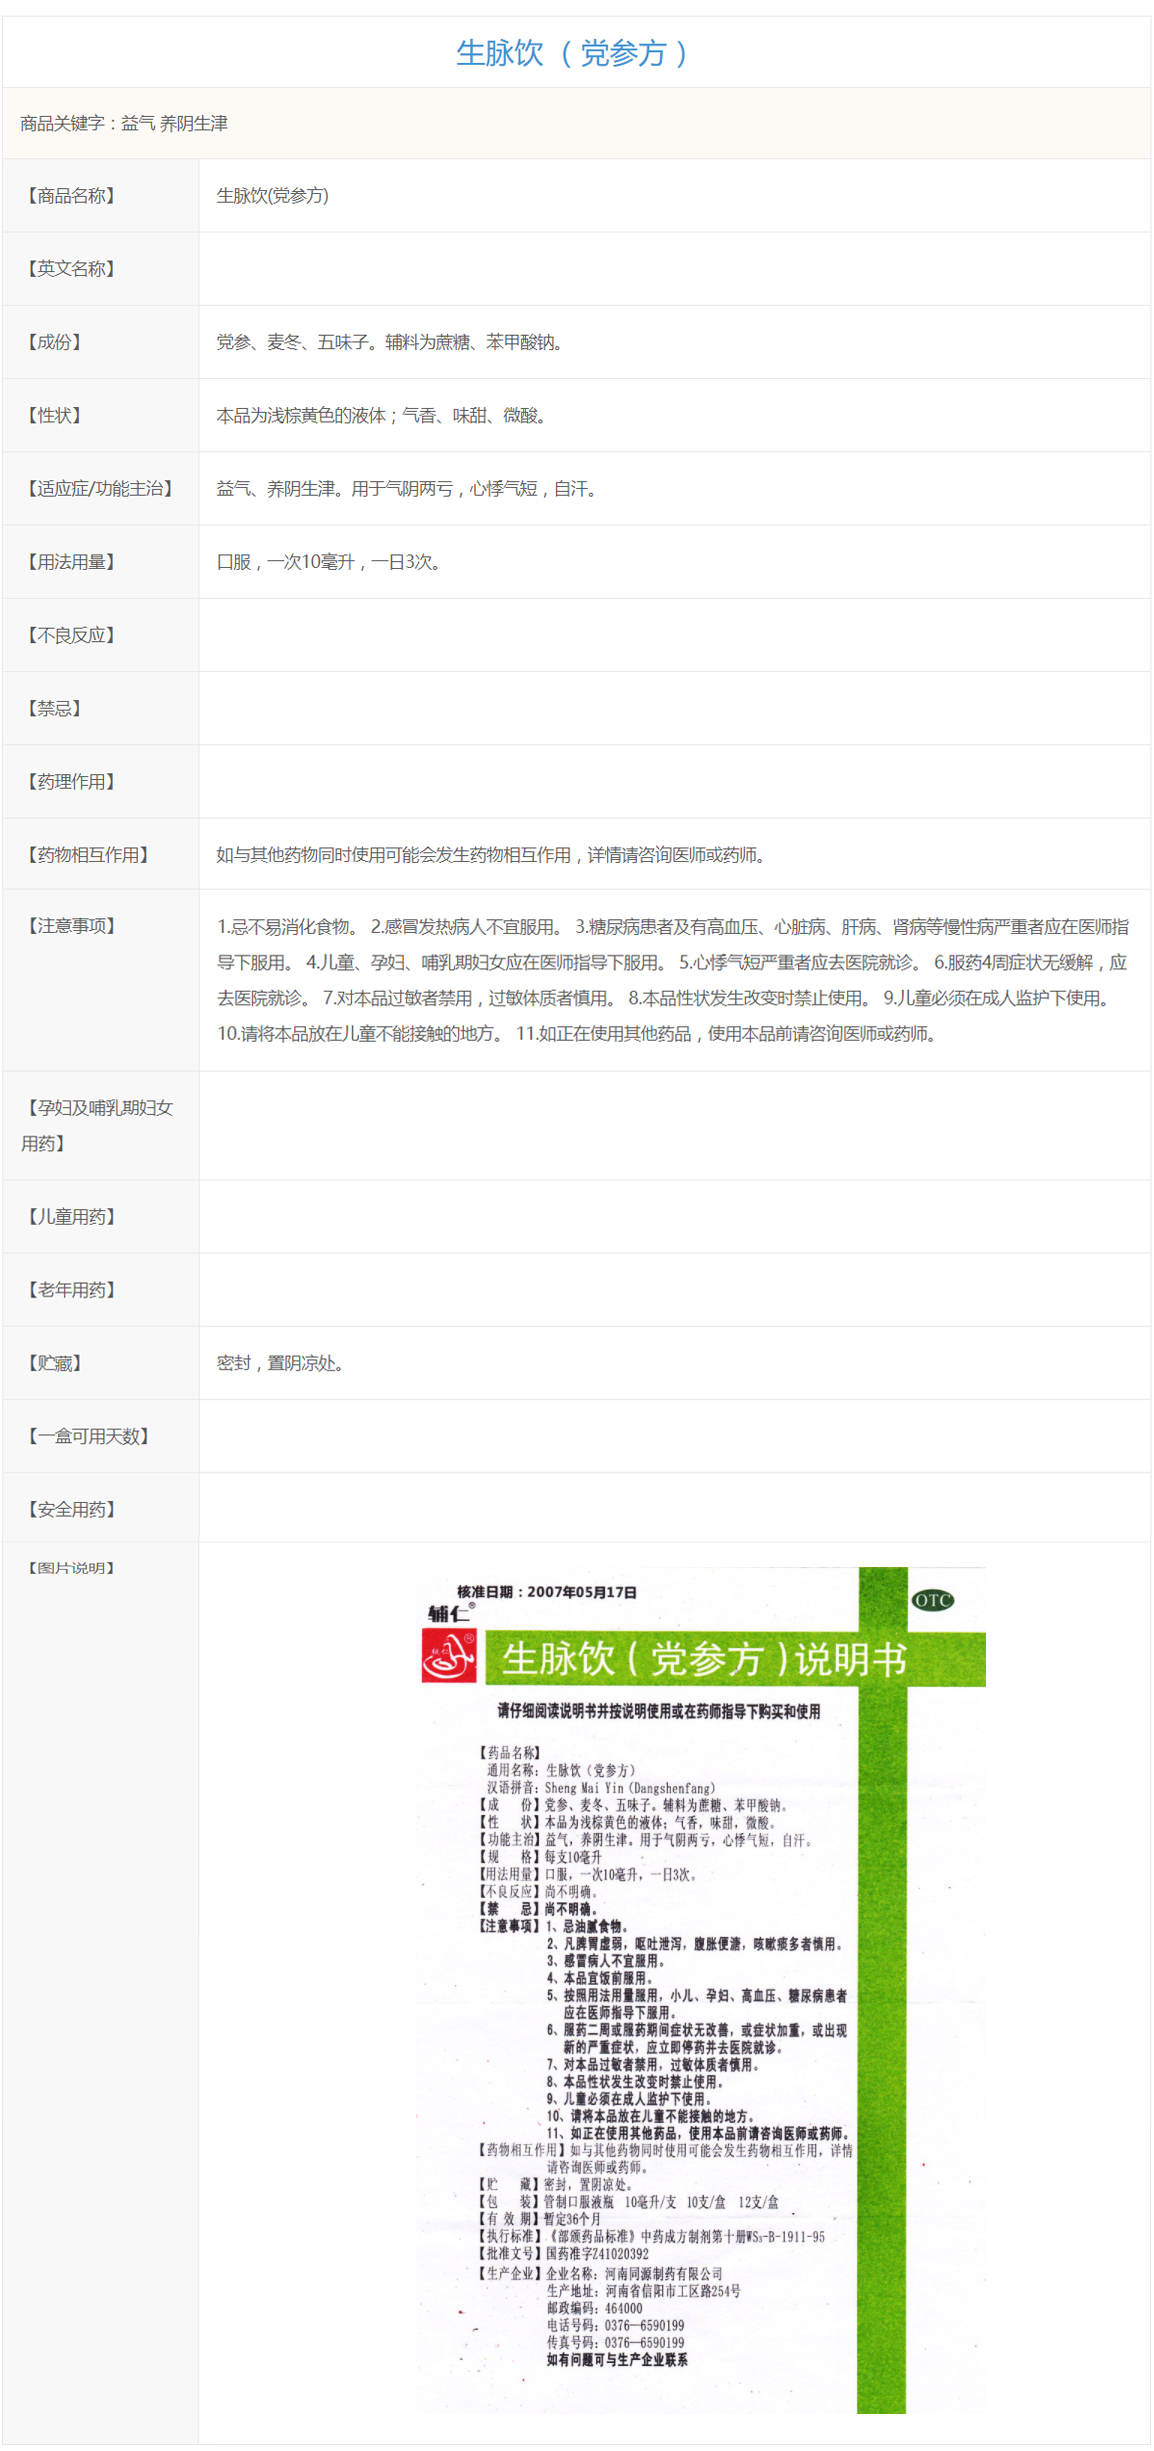 生脉饮（党参方）
商品关键字：益气 养阴生津
【商品名称】
生脉饮(党参方)
【英文名称】
【成份】
党参、麦冬、五味子。辅料为蔗糖、苯甲酸钠。
【性状】
本品为浅棕黄色的液体；气香、味甜、微酸。
【适应症/功能主治】
益气、养阴生津。用于气阴两亏，心悸气短，自汗。
【用法用量】
口服，一次10毫升，一日3次。
【不良反应】
【禁忌】
【药理作用】
【药物相互作用】
如与其他药物同时使用可能会发生药物相互作用，详情请咨询医师或药师。
【注意事项】
1.忌不易消化食物。 2.感冒发热病人不宜服用。 3.糖尿病患者及有高血压、心脏病、肝病、肾病等慢性病严重者应在医师指
导下服用。 4.儿童、孕妇、哺乳期妇女应在医师指导下服用。 5.心悸气短严重者应去医院就诊。 6.服药4周症状无缓解，应
去医院就诊。 7.对本品过敏者禁用，过敏体质者慎用。 8.本品性状发生改变时禁止使用。 9.儿童必须在成人监护下使用。
10.请将本品放在儿童不能接触的地方。 11.如正在使用其他药品，使用本品前请咨询医师或药师。
【孕妇及哺乳期妇女
用药】
【儿童用药】
【老年用药】
【贮藏】
密封，置阴凉处。
【一盒可用天数】
【安全用药】
【图片说明】
核准日期：2007年05月17日
辅仁®
OTC
辅仁®
生脉饮（党参方）说明书
请仔细阅读说明书并按说明使用或在药师指导下购买和使用
【药品名称】
通用名称：生脉饮（党参方）
汉语拼音：Sheng Mai Yin (Dangshenfang)
【成　份】党参、麦冬、五味子。辅料为蔗糖、苯甲酸钠。
【性　状】本品为浅棕黄色的液体；气香，味甜，微酸。
【功能主治】益气，养阴生津。用于气阴两亏，心悸气短，自汗。
【规　格】每支10毫升
【用法用量】口服，一次10毫升，一日3次。
【不良反应】尚不明确。
【禁　忌】尚不明确。
【注意事项】1、忌油腻食物。
2、凡脾胃虚弱，呕吐泄泻，腹胀便溏，咳嗽痰多者慎用。
3、感冒病人不宜服用。
4、本品宜饭前服用。
5、按照用法用量服用，小儿、孕妇、高血压、糖尿病患者
应在医师指导下服用。
6、服药二周或服药期间症状无改善，或症状加重，或出现
新的严重症状，应立即停药并去医院就诊。
7、对本品过敏者禁用，过敏体质者慎用。
8、本品性状发生改变时禁止使用。
9、儿童必须在成人监护下使用。
10、请将本品放在儿童不能接触的地方。
11、如正在使用其他药品，使用本品前请咨询医师或药师。
【药物相互作用】如与其他药物同时使用可能会发生药物相互作用，详情
请咨询医师或药师。
【贮　藏】密封，置阴凉处。
【包　装】管制口服液瓶 10毫升/支 10支/盒 12支/盒
【有 效 期】暂定36个月
【执行标准】《部颁药品标准》中药成方制剂第十册WS₃-B-1911-95
【批准文号】国药准字Z41020392
【生产企业】企业名称：河南同源制药有限公司
生产地址：河南省信阳市工区路254号
邮政编码：464000
电话号码：0376—6590199
传真号码：0376—6590199
如有问题可与生产企业联系